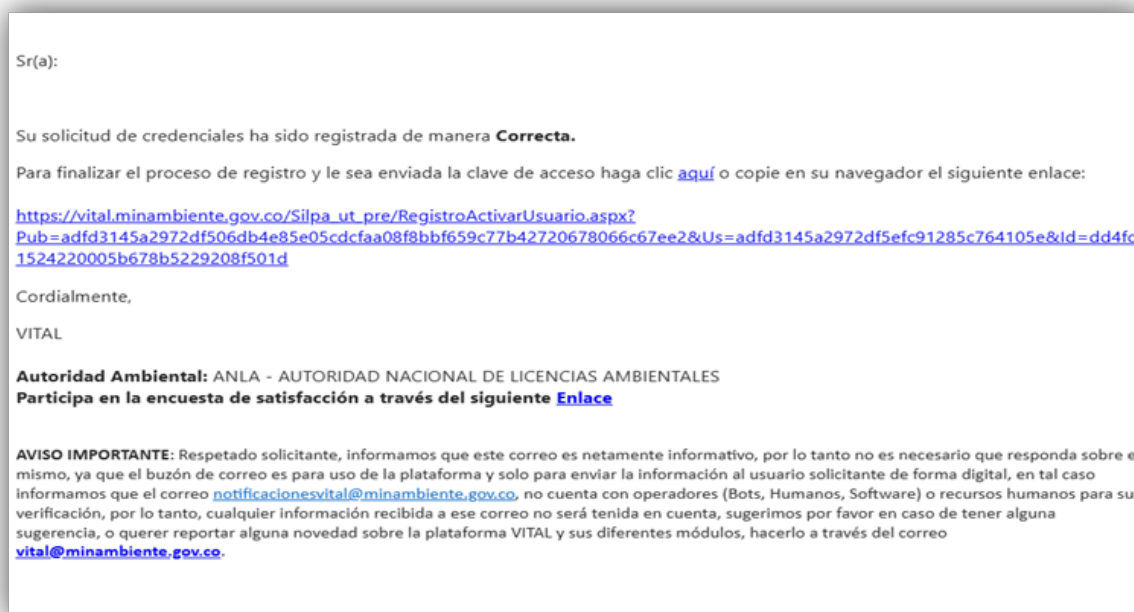 Sr(a):
Su solicitud de credenciales ha sido registrada de manera Correcta.
Para finalizar el proceso de registro y le sea enviada la clave de acceso haga clic aquí o copie en su navegador el siguiente enlace:
https://vital.minambiente.gov.co/Silpa_ut_pre/RegistroActivarUsuario.aspx?
Pub=adfd3145a2972df506db4e85e05cdcfaa08f8bbf659c77b42720678066c67ee2&Us=adfd3145a2972df5efc91285c764105e&Id=dd4fc
1524220005b678b5229208f501d
Cordialmente,
VITAL
Autoridad Ambiental: ANLA - AUTORIDAD NACIONAL DE LICENCIAS AMBIENTALES
Participa en la encuesta de satisfacción a través del siguiente Enlace
AVISO IMPORTANTE: Respetado solicitante, informamos que este correo es netamente informativo, por lo tanto no es necesario que responda sobre e
mismo, ya que el buzón de correo es para uso de la plataforma y solo para enviar la información al usuario solicitante de forma digital, en tal caso
informamos que el correo notificacionesvital@minambiente.gov.co, no cuenta con operadores (Bots, Humanos, Software) o recursos humanos para su
verificación, por lo tanto, cualquier información recibida a ese correo no será tenida en cuenta, sugerimos por favor en caso de tener alguna
sugerencia, o querer reportar alguna novedad sobre la plataforma VITAL y sus diferentes módulos, hacerlo a través del correo
vital@minambiente.gov.co.